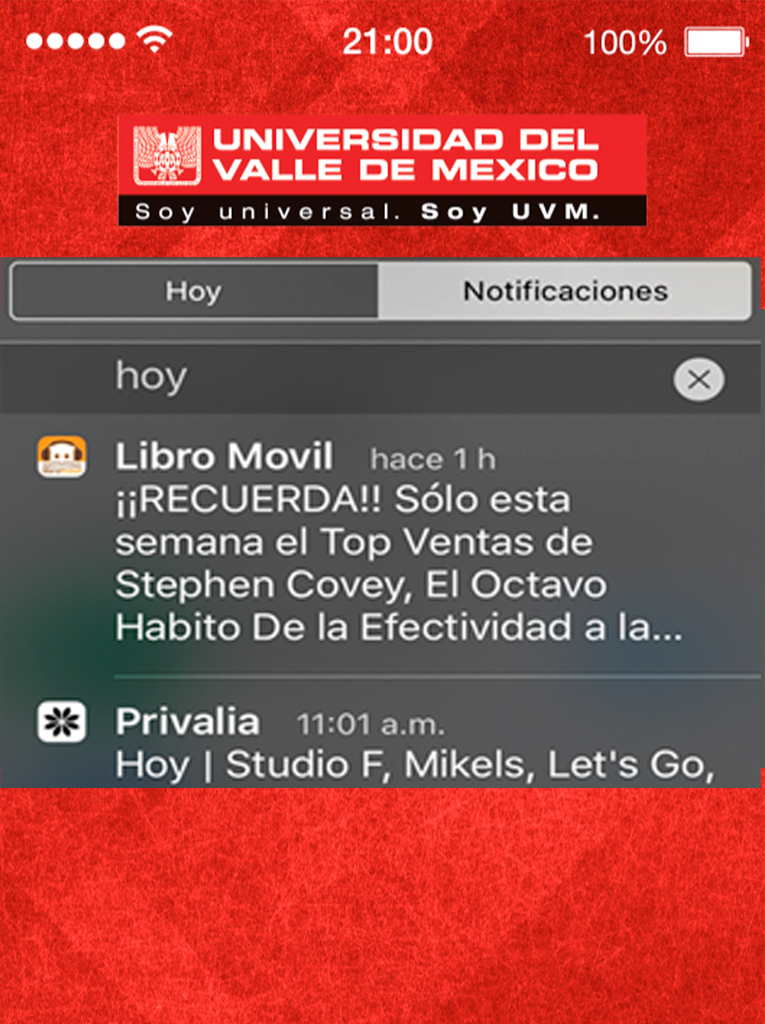 21:00 100%
UNIVERSIDAD DEL
VALLE DE MEXICO
Soy universal. Soy UVM.
Hoy Notificaciones
hoy
Libro Movil hace 1 h
¡¡RECUERDA!! Sólo esta
semana el Top Ventas de
Stephen Covey, El Octavo
Habito De la Efectividad a la...
Privalia 11:01 a.m.
Hoy | Studio F, Mikels, Let's Go,